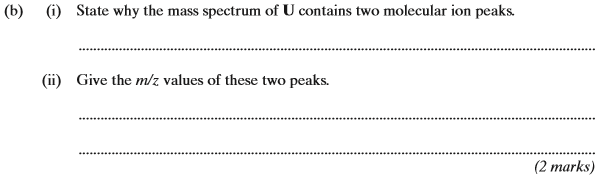 (b) (i) State why the mass spectrum of U contains two molecular ion peaks.
(ii) Give the m/z values of these two peaks.
(2 marks)